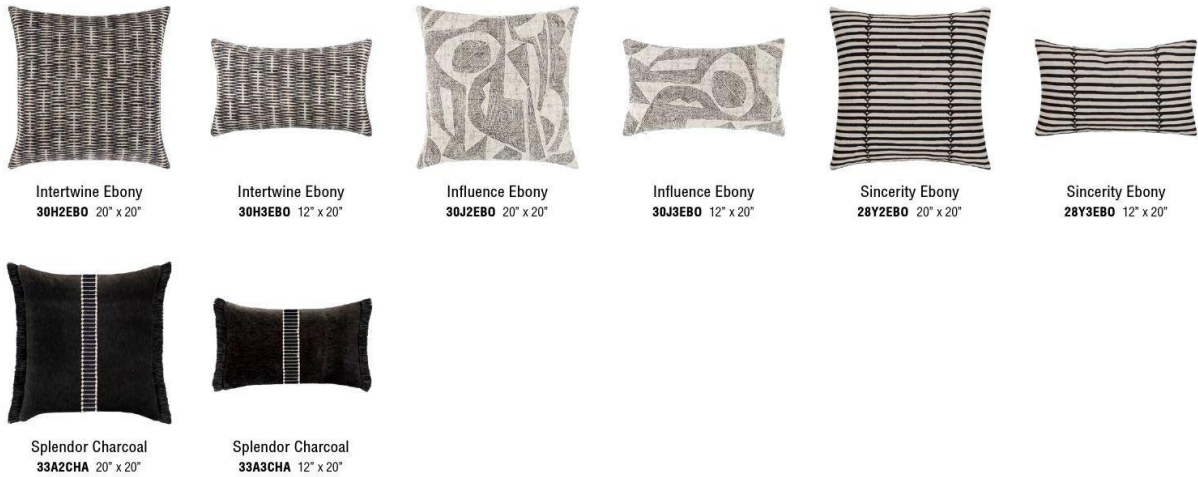 Intertwine Ebony
30H2EBO 20” x 20”
Intertwine Ebony
30H3EBO 12” x 20”
Influence Ebony
30J2EBO 20” x 20”
Influence Ebony
30J3EBO 12” x 20”
Sincerity Ebony
28Y2EBO 20” x 20”
Sincerity Ebony
28Y3EBO 12” x 20”
Splendor Charcoal
33A2CHA 20” x 20”
Splendor Charcoal
33A3CHA 12” x 20”